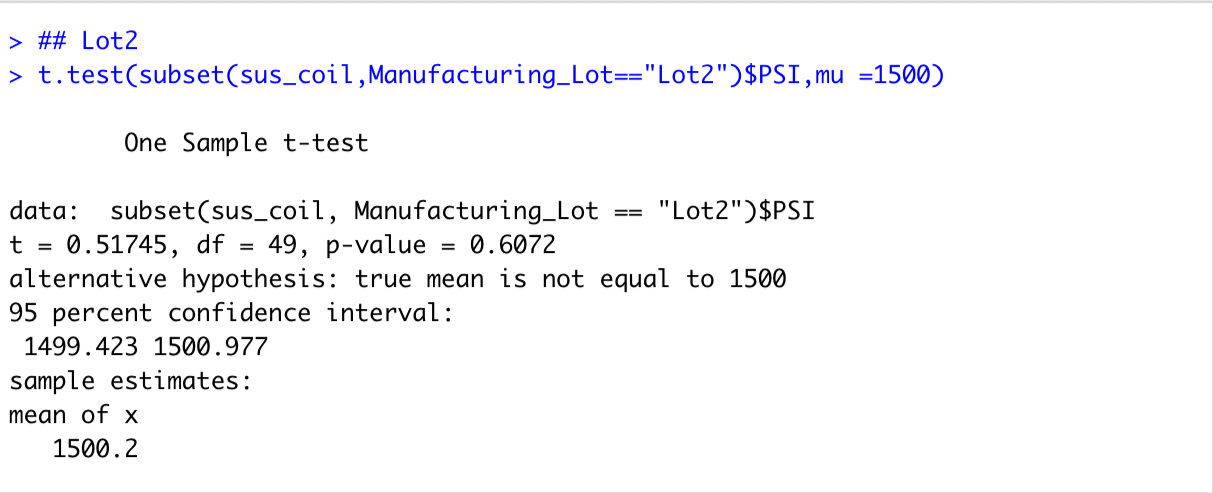 > ## Lot2
> t.test(subset(sus_coil,Manufacturing_Lot=="Lot2")$PSI,mu =1500)
One Sample t-test
data:  subset(sus_coil, Manufacturing_Lot == "Lot2")$PSI
t = 0.51745, df = 49, p-value = 0.6072
alternative hypothesis: true mean is not equal to 1500
95 percent confidence interval:
1499.423 1500.977
sample estimates:
mean of x
1500.2